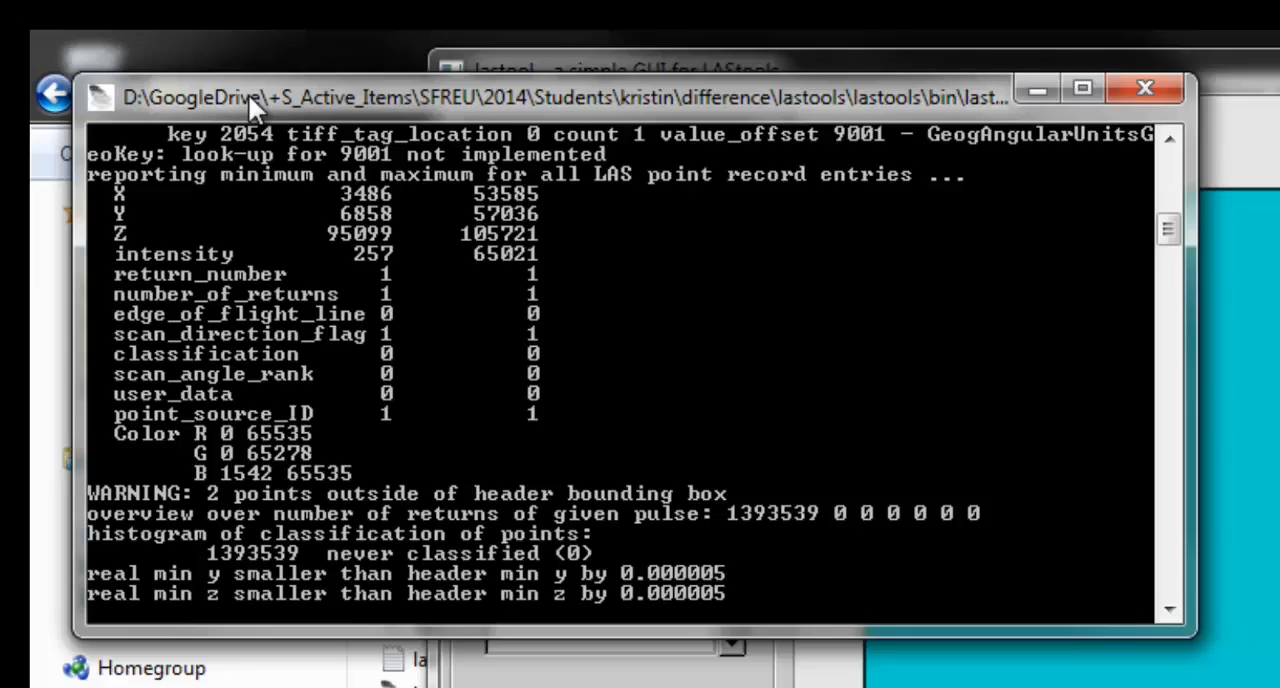 lastool - a simple GUI for LAStools
D:\GoogleDrive\+S_Active_Items\SFREU\2014\Students\kristin\difference\lastools\lastools\bin\last...
key 2054 tiff_tag_location 0 count 1 value_offset 9001 - GeogAngularUnitsG
eoKey: look-up for 9001 not implemented
reporting minimum and maximum for all LAS point record entries ...
X 3486 53585
Y 6858 57036
Z 95099 105721
intensity 257 65021
return_number 1 1
number_of_returns 1 1
edge_of_flight_line 0 0
scan_direction_flag 1 1
classification 0 0
scan_angle_rank 0 0
user_data 0 0
point_source_ID 1 1
Color R 0 65535
G 0 65278
B 1542 65535
WARNING: 2 points outside of header bounding box
overview over number of returns of given pulse: 1393539 0 0 0 0 0 0
histogram of classification of points:
1393539 never classified (0)
real min y smaller than header min y by 0.000005
real min z smaller than header min z by 0.000005
la
Homegroup